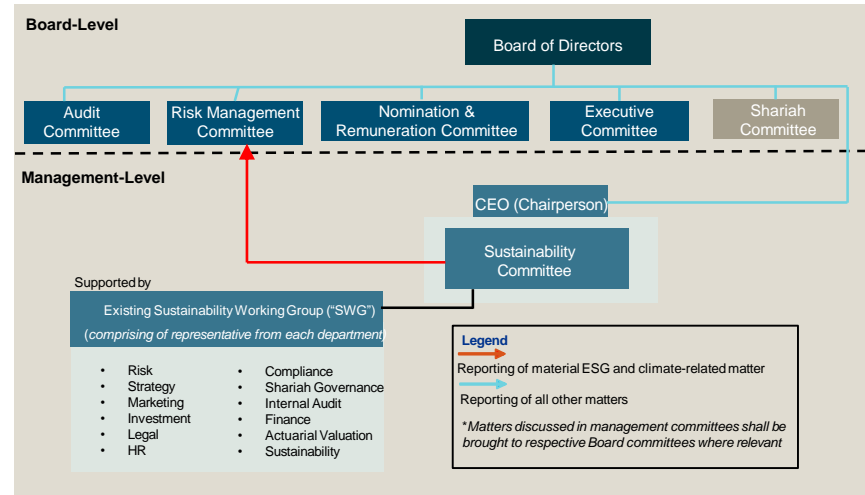 Board-Level
Board of Directors
Audit
Committee
Risk Management
Committee
Nomination &
Remuneration Committee
Executive
Committee
Shariah
Committee
Management-Level
CEO (Chairperson)
Sustainability
Committee
Supported by
Existing Sustainability Working Group ("SWG")
(comprising of representative from each department)
• Risk
• Strategy
• Marketing
• Investment
• Legal
• HR
• Compliance
• Shariah Governance
• Internal Audit
• Finance
• Actuarial Valuation
• Sustainability
Legend
Reporting of material ESG and climate-related matter
Reporting of all other matters
*Matters discussed in management committees shall be
brought to respective Board committees where relevant